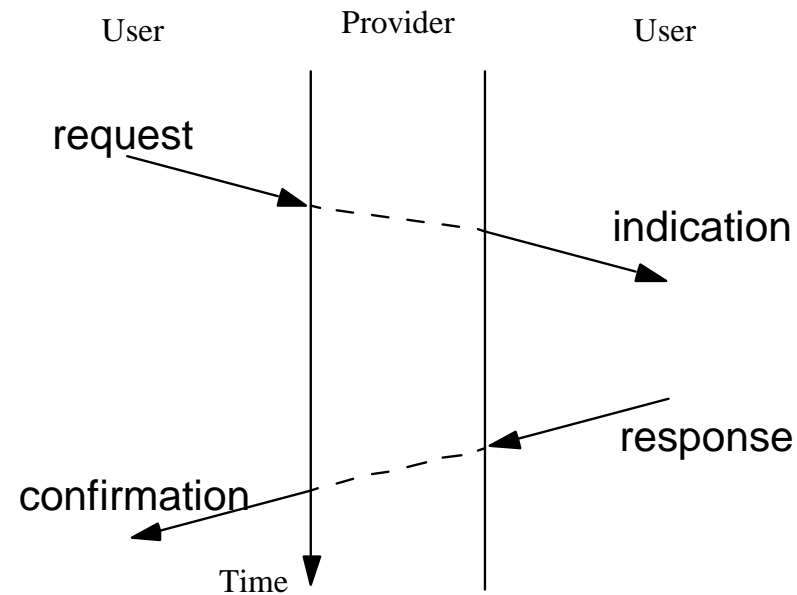 User
Provider
User
request
indication
response
confirmation
Time